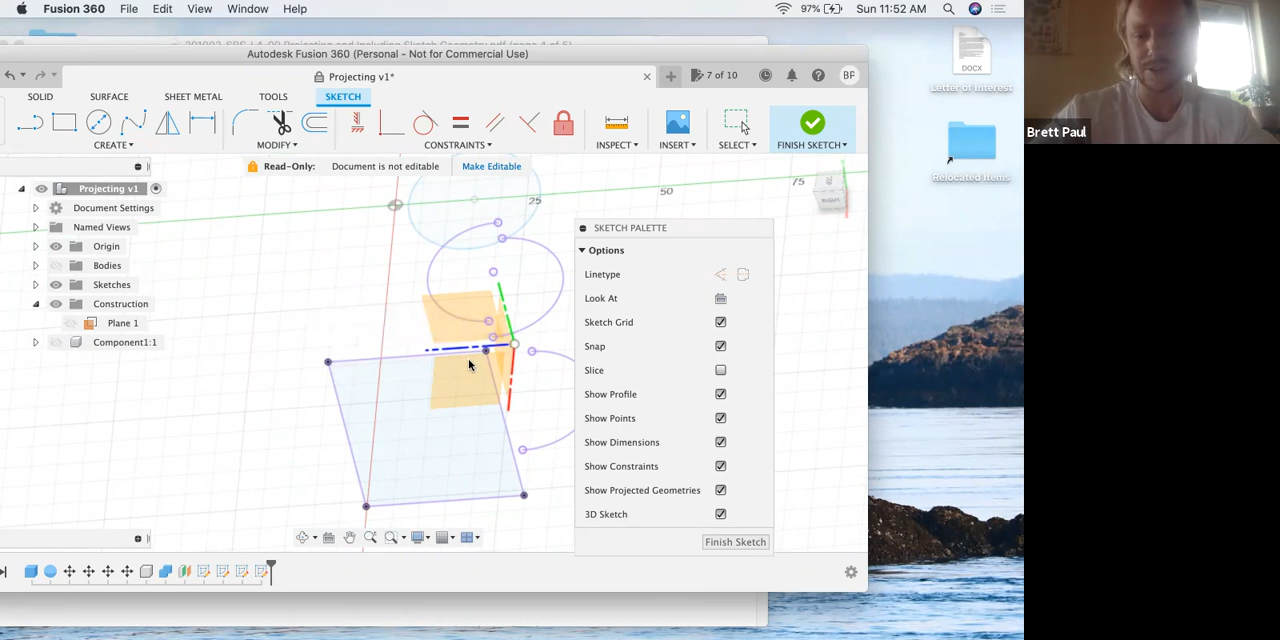 Fusion 360 File Edit View Window Help 97% Sun 11:52 AM
Autodesk Fusion 360 (Personal - Not for Commercial Use)
Projecting v1* 7 of 10 BP
SOLID SURFACE SHEET METAL TOOLS SKETCH
CREATE MODIFY CONSTRAINTS INSPECT INSERT SELECT FINISH SKETCH
Read-Only: Document is not editable Make Editable
Projecting v1
Document Settings
Named Views
Origin
Bodies
Sketches
Construction
Plane 1
Component1:1
25
50
75
SKETCH PALETTE
Options
Linetype
Look At
Sketch Grid
Snap
Slice
Show Profile
Show Points
Show Dimensions
Show Constraints
Show Projected Geometries
3D Sketch
Finish Sketch
DOCX
Letter of Interest
Relocated Items
Brett Paul